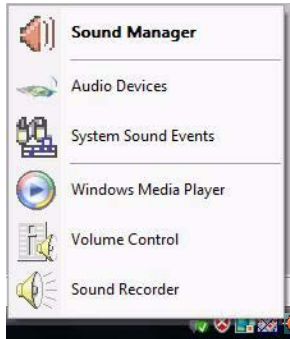 Sound Manager
Audio Devices
System Sound Events
Windows Media Player
Volume Control
Sound Recorder